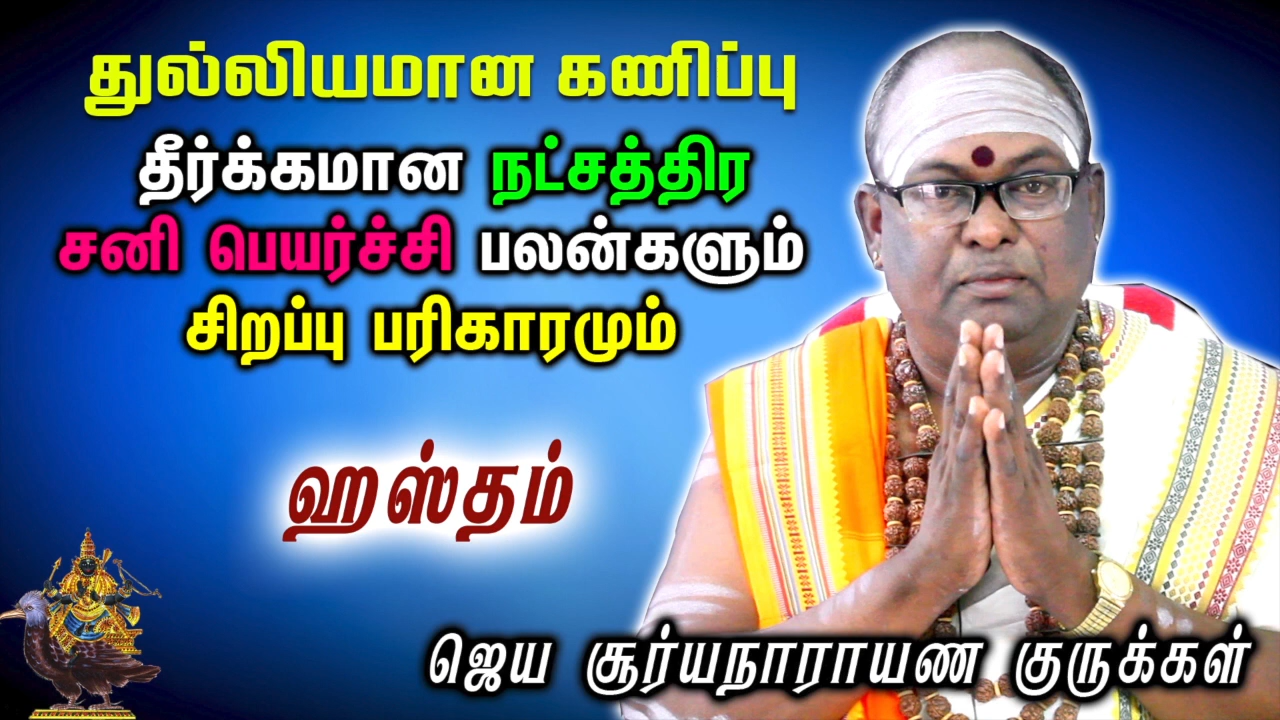 துல்லியமான கணிப்பு
தீர்க்கமான நட்சத்திர
சனி பெயர்ச்சி பலன்களும்
சிறப்பு பரிகாரமும்
ஹஸ்தம்
ஜெய சூர்யநாராயண குருக்கள்